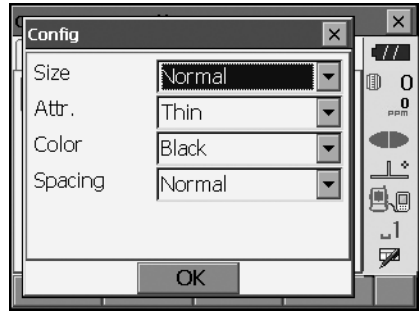 Config
Size Normal
Attr. Thin
Color Black
Spacing Normal
OK
0
0
PPM
1